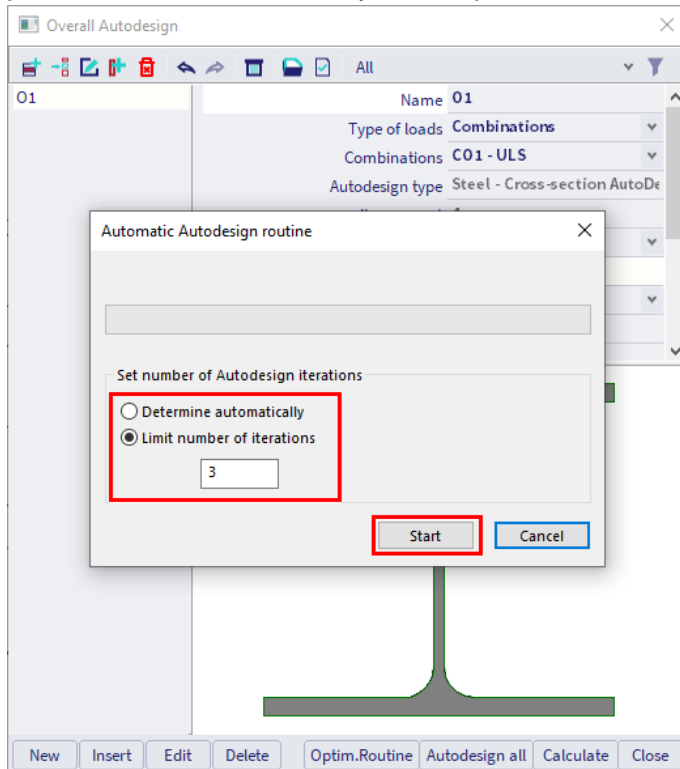 Overall Autodesign
All
O1
Name O1
Type of loads Combinations
Combinations CO1 - ULS
Autodesign type Steel - Cross-section AutoDe
Automatic Autodesign routine
Set number of Autodesign iterations
Determine automatically
Limit number of iterations
3
Start Cancel
New Insert Edit Delete Optim.Routine Autodesign all Calculate Close